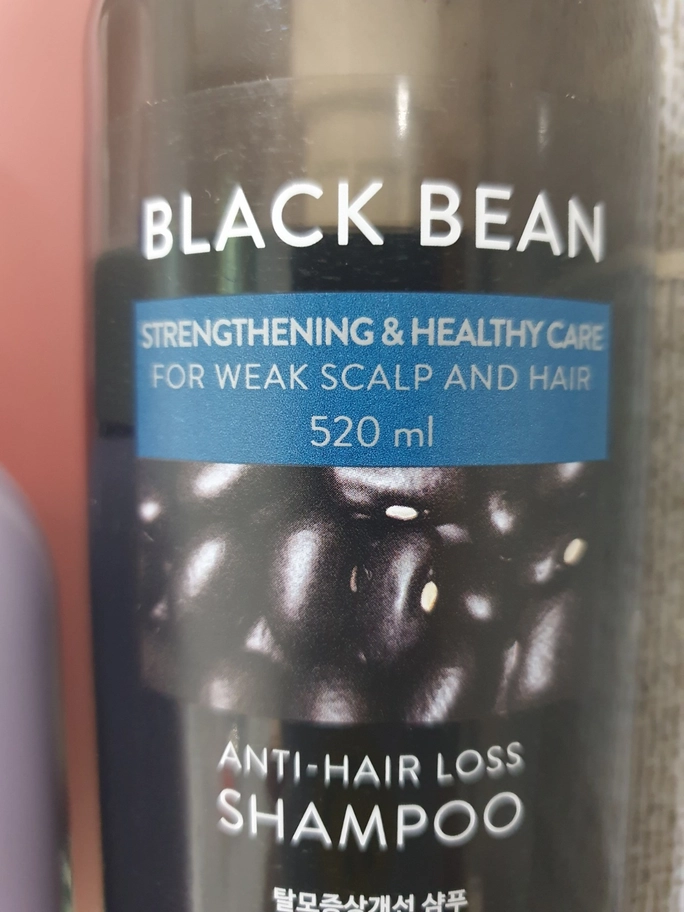 BLACK BEAN
STRENGTHENING & HEALTHY CARE
FOR WEAK SCALP AND HAIR
520 ml
ANTI-HAIR LOSS
SHAMPOO
탈모증상개선 샴푸